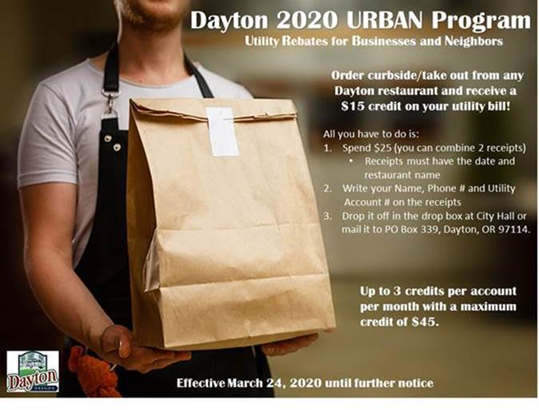 Dayton 2020 URBAN Program
Utility Rebates for Businesses and Neighbors
Order curbside/take out from any
Dayton restaurant and receive a
$15 credit on your utility bill!
All you have to do is:
1. Spend $25 (you can combine 2 receipts)
• Receipts must have the date and
restaurant name
2. Write your Name, Phone # and Utility
Account # on the receipts
3. Drop it off in the drop box at City Hall or
mail it to PO Box 339, Dayton, OR 97114.
Up to 3 credits per account
per month with a maximum
credit of $45.
Dayton
OREGON
Effective March 24, 2020 until further notice